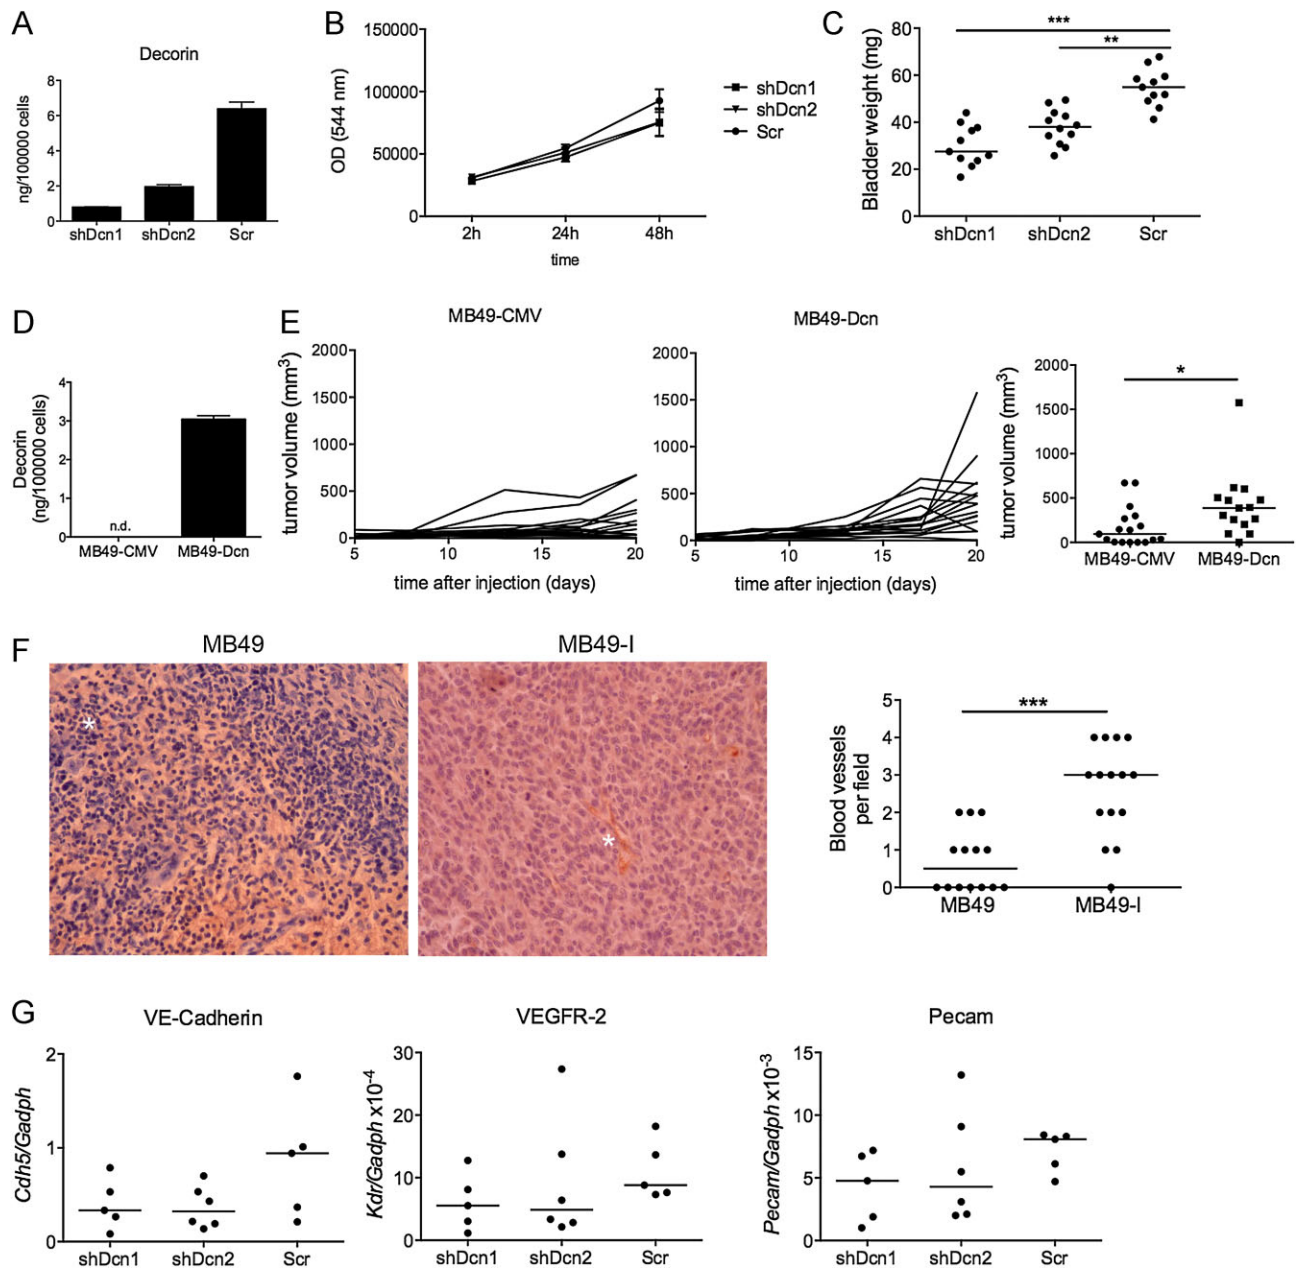 A
Decorin
ng/100000 cells
8
6
4
2
0
shDcn1 shDcn2 Scr
B
OD (544 nm)
150000
100000
50000
0
2h 24h 48h
time
shDcn1
shDcn2
Scr
C
Bladder weight (mg)
80
60
40
20
0
***
**
shDcn1 shDcn2 Scr
D
Decorin
(ng/100000 cells)
4
3
2
1
0
n.d.
MB49-CMV MB49-Dcn
E
MB49-CMV
tumor volume (mm³)
2000
1500
1000
500
0
5 10 15 20
time after injection (days)
MB49-Dcn
tumor volume (mm³)
2000
1500
1000
500
0
5 10 15 20
time after injection (days)
tumor volume (mm³)
2000
1500
1000
500
0
*
MB49-CMV MB49-Dcn
F
MB49
*
MB49-I
*
Blood vessels
per field
5
4
3
2
1
0
***
MB49 MB49-I
G
VE-Cadherin
Cdh5/Gadph
2
1
0
shDcn1 shDcn2 Scr
VEGFR-2
Kdr/Gadph x10⁻⁴
30
20
10
0
shDcn1 shDcn2 Scr
Pecam
Pecam/Gadph x10⁻³
15
10
5
0
shDcn1 shDcn2 Scr